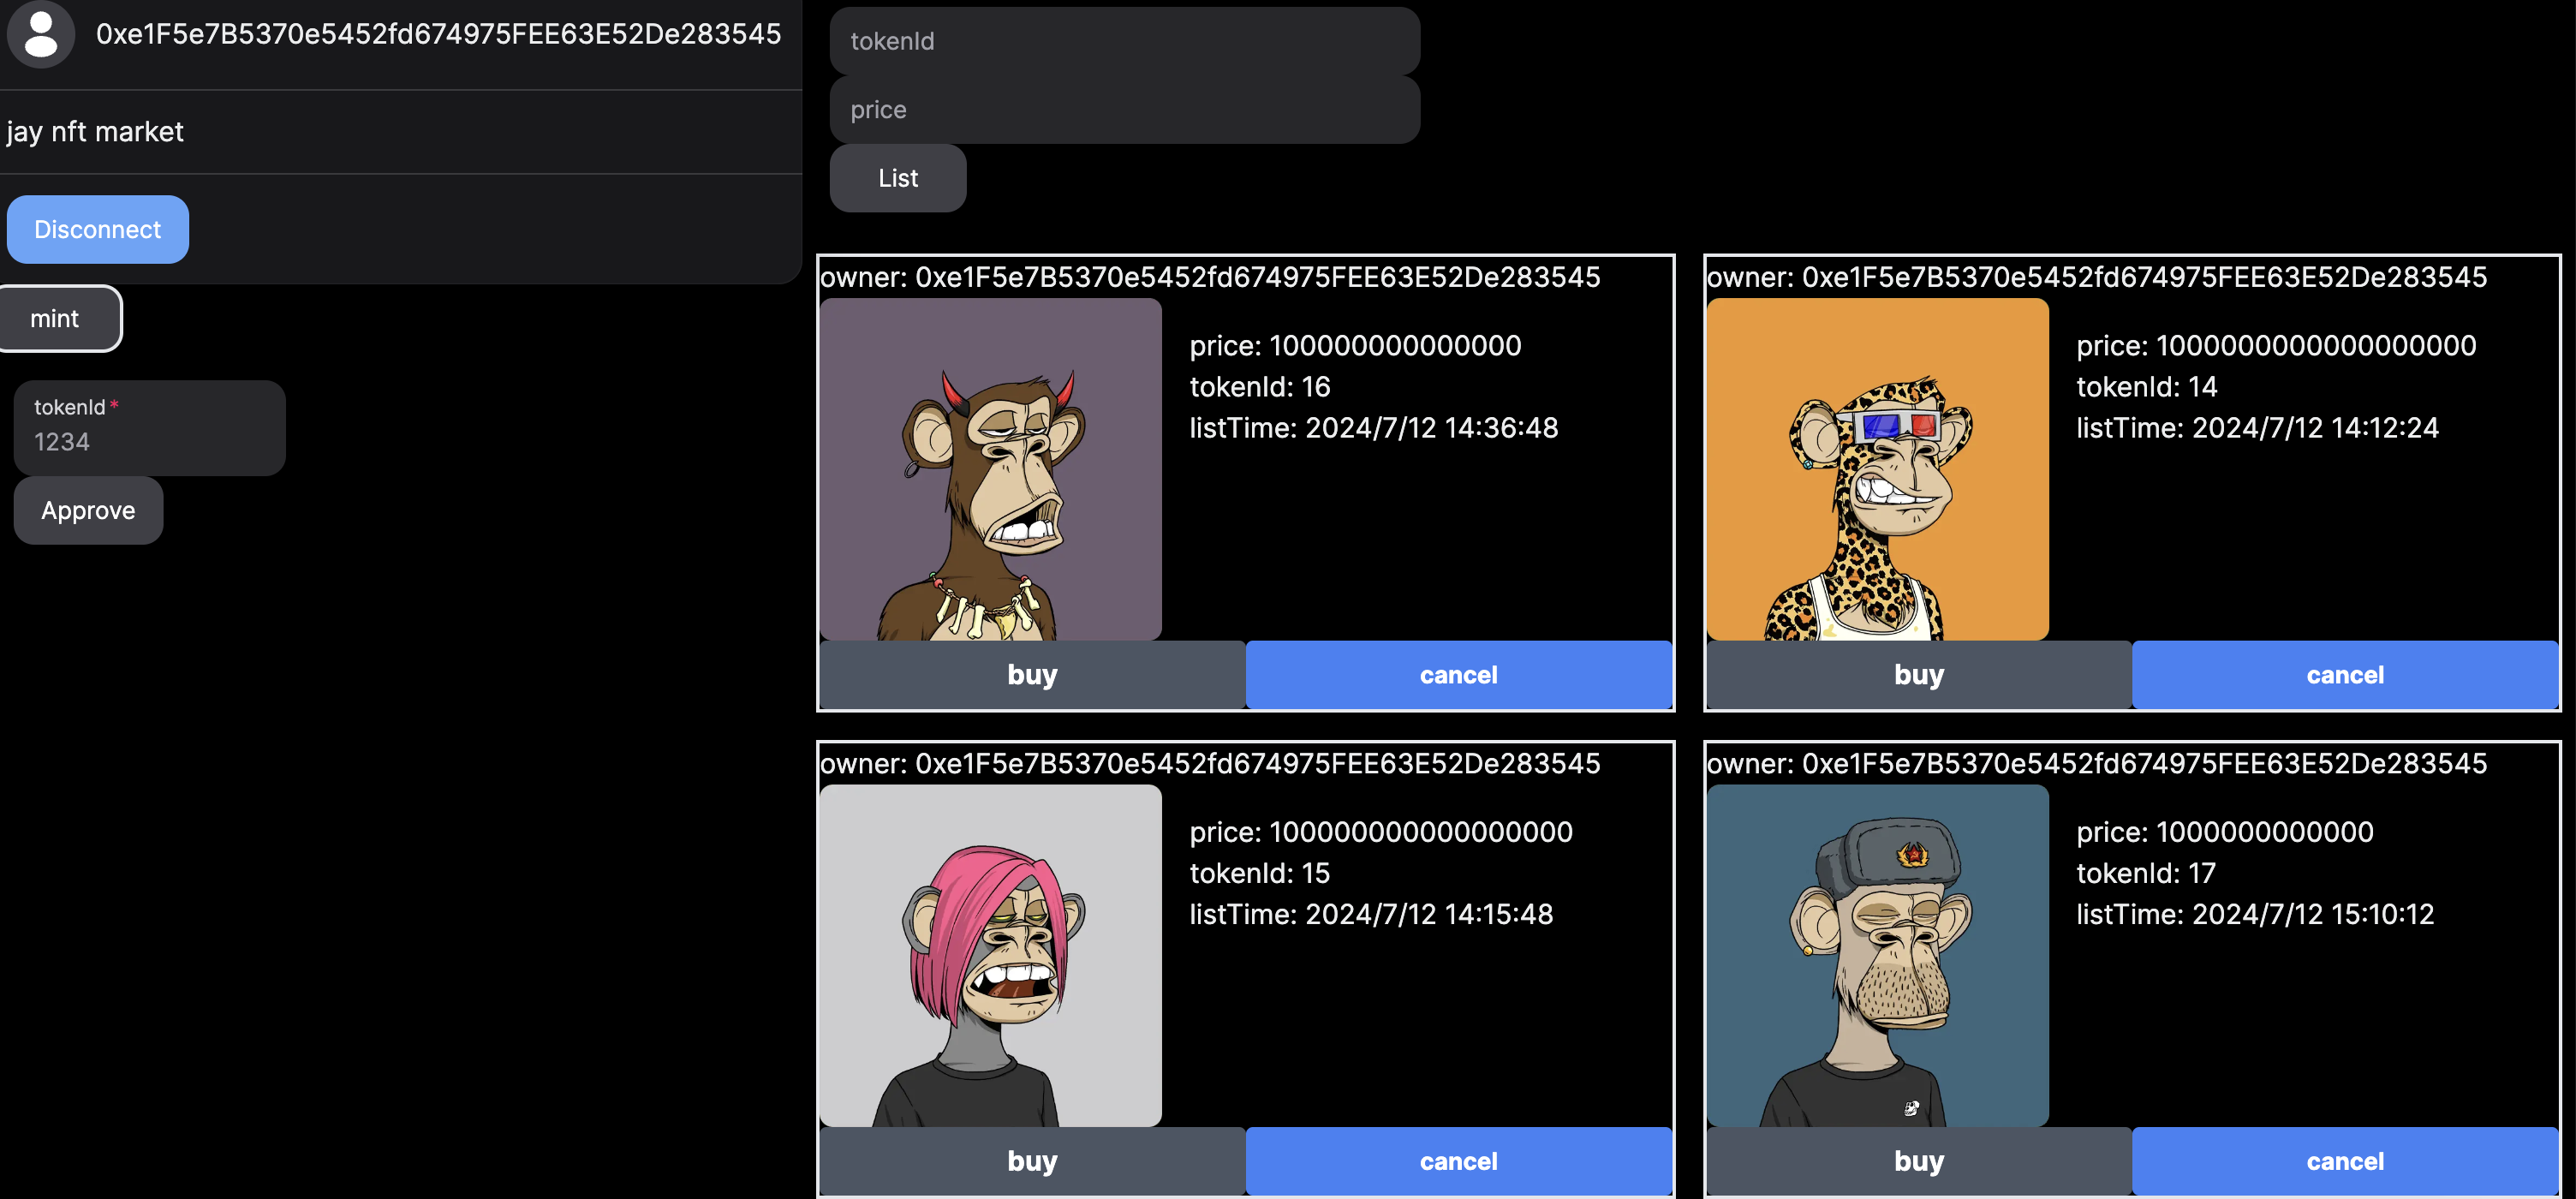 0xe1F5e7B5370e5452fd674975FEE63E52De283545
jay nft market
Disconnect
mint
tokenId*
1234
Approve
tokenId
price
List
owner: 0xe1F5e7B5370e5452fd674975FEE63E52De283545
price: 100000000000000
tokenId: 16
listTime: 2024/7/12 14:36:48
buy
cancel
owner: 0xe1F5e7B5370e5452fd674975FEE63E52De283545
price: 1000000000000000000
tokenId: 14
listTime: 2024/7/12 14:12:24
buy
cancel
owner: 0xe1F5e7B5370e5452fd674975FEE63E52De283545
price: 100000000000000000
tokenId: 15
listTime: 2024/7/12 14:15:48
buy
cancel
owner: 0xe1F5e7B5370e5452fd674975FEE63E52De283545
price: 1000000000000
tokenId: 17
listTime: 2024/7/12 15:10:12
buy
cancel